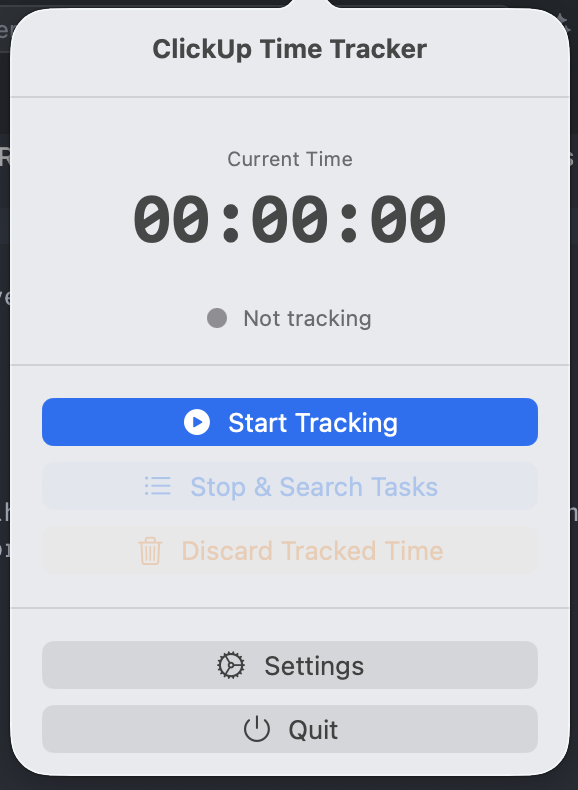 ClickUp Time Tracker
Current Time
00:00:00
Not tracking
Start Tracking
Stop & Search Tasks
Discard Tracked Time
Settings
Quit